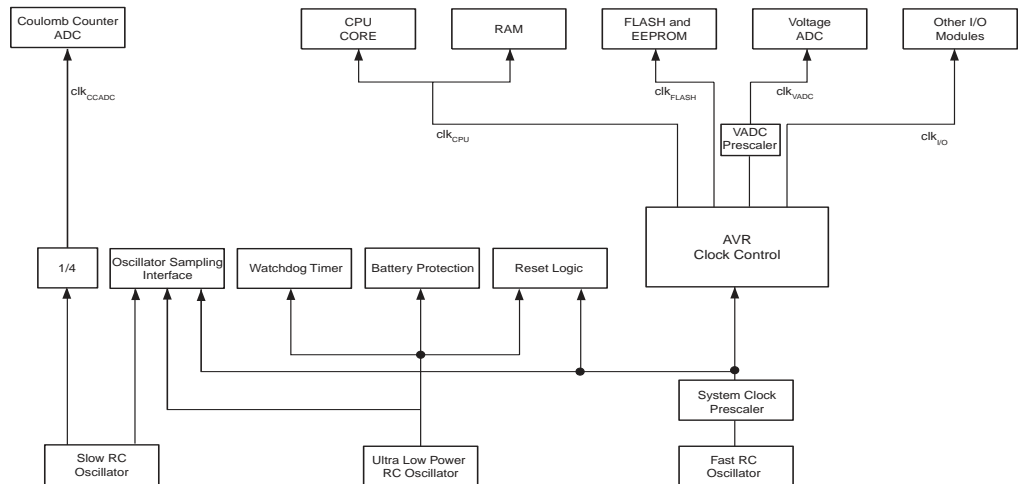 Coulomb Counter
ADC
CPU
CORE
RAM
FLASH and
EEPROM
Voltage
ADC
Other I/O
Modules
clkCCADC
clkFLASH
clkVADC
clkCPU
VADC
Prescaler
clkI/O
AVR
Clock Control
1/4
Oscillator Sampling
Interface
Watchdog Timer
Battery Protection
Reset Logic
System Clock
Prescaler
Slow RC
Oscillator
Ultra Low Power
RC Oscillator
Fast RC
Oscillator